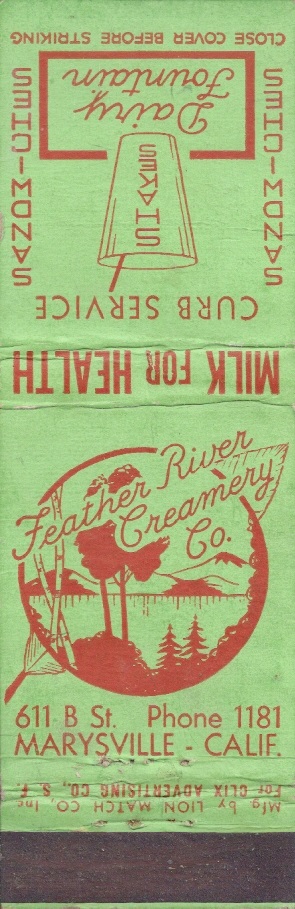 MILK FOR HEALTH
CURB SERVICE
SANDWICHES
SHAKES
SANDWICHES
Dairy
Fountain
CLOSE COVER BEFORE STRIKING
Feather River
Creamery
Co.
611 B St. Phone 1181
MARYSVILLE - CALIF.
Mfg by LION MATCH CO., Inc
For CLIX ADVERTISING CO., S. F.